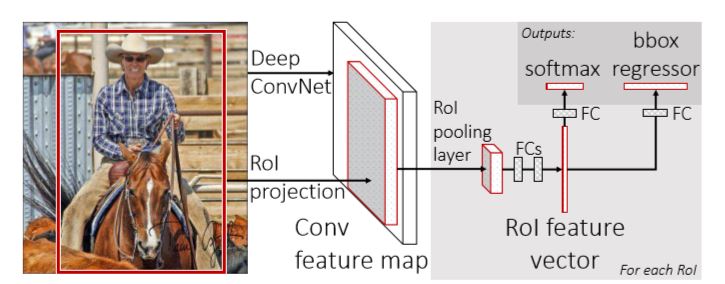 Deep
ConvNet
RoI
projection
Conv
feature map
RoI
pooling
layer
FCs
RoI feature
vector
For each RoI
Outputs:
softmax
bbox
regressor
FC
FC